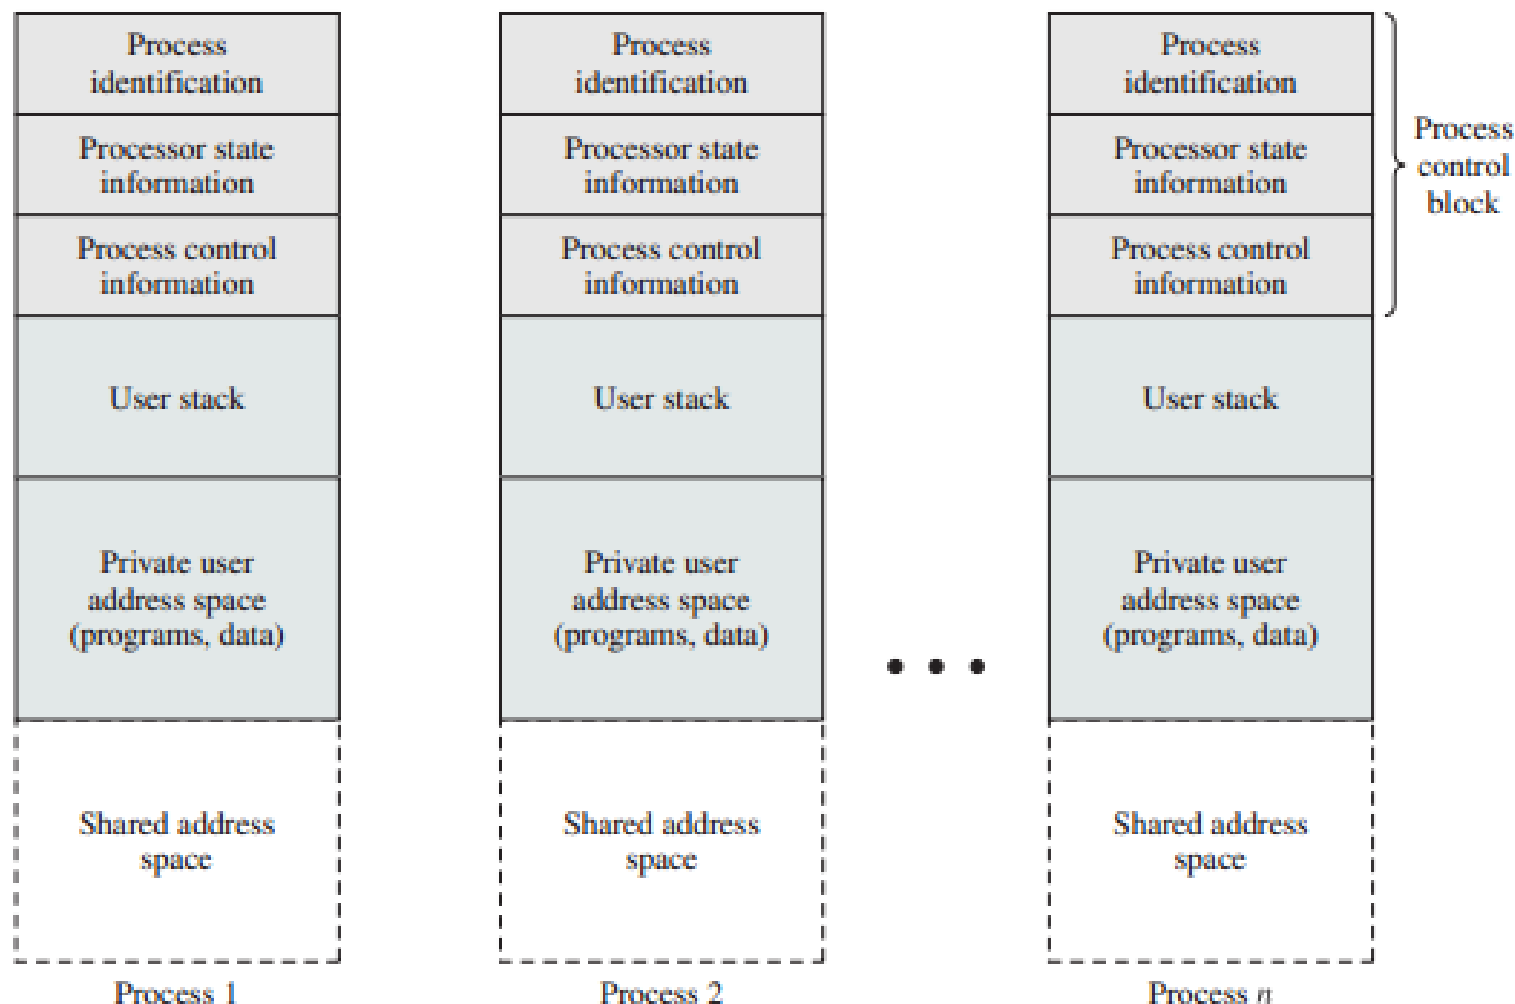 Process
identification
Processor state
information
Process control
information
User stack
Private user
address space
(programs, data)
Shared address
space
Process 1
Process
identification
Processor state
information
Process control
information
User stack
Private user
address space
(programs, data)
Shared address
space
Process 2
Process
identification
Processor state
information
Process control
information
User stack
Private user
address space
(programs, data)
Shared address
space
Process n
Process
control
block